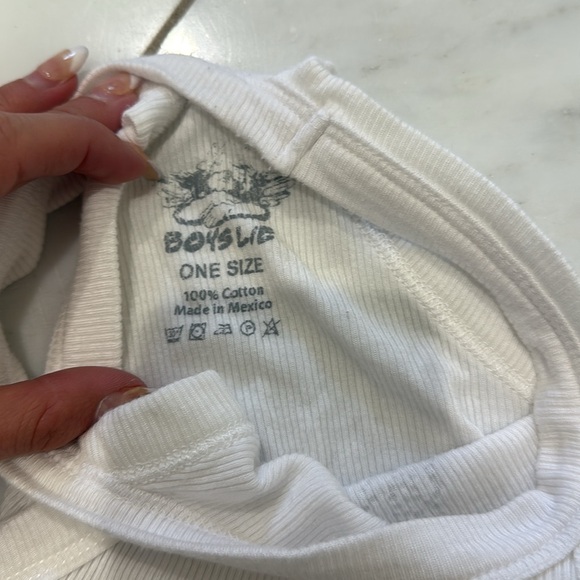 BOYS LIE
ONE SIZE
100% Cotton
Made in Mexico